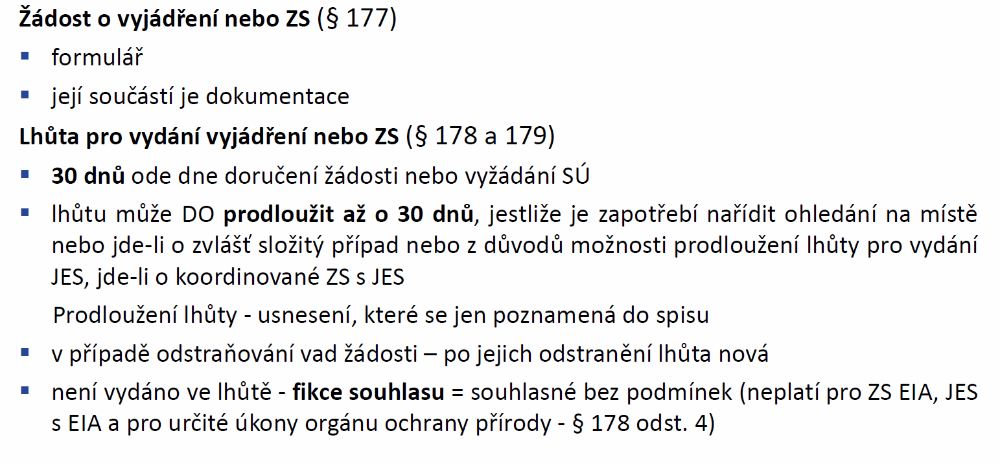 Žádost o vyjádření nebo ZS (§ 177)
▪ formulář
▪ její součástí je dokumentace
Lhůta pro vydání vyjádření nebo ZS (§ 178 a 179)
▪ 30 dnů ode dne doručení žádosti nebo vyžádání SÚ
▪ lhůtu může DO prodloužit až o 30 dnů, jestliže je zapotřebí nařídit ohledání na místě
nebo jde-li o zvlášť složitý případ nebo z důvodů možnosti prodloužení lhůty pro vydání
JES, jde-li o koordinované ZS s JES
Prodloužení lhůty - usnesení, které se jen poznamená do spisu
▪ v případě odstraňování vad žádosti – po jejich odstranění lhůta nová
▪ není vydáno ve lhůtě - fikce souhlasu = souhlasné bez podmínek (neplatí pro ZS EIA, JES
s EIA a pro určité úkony orgánu ochrany přírody - § 178 odst. 4)